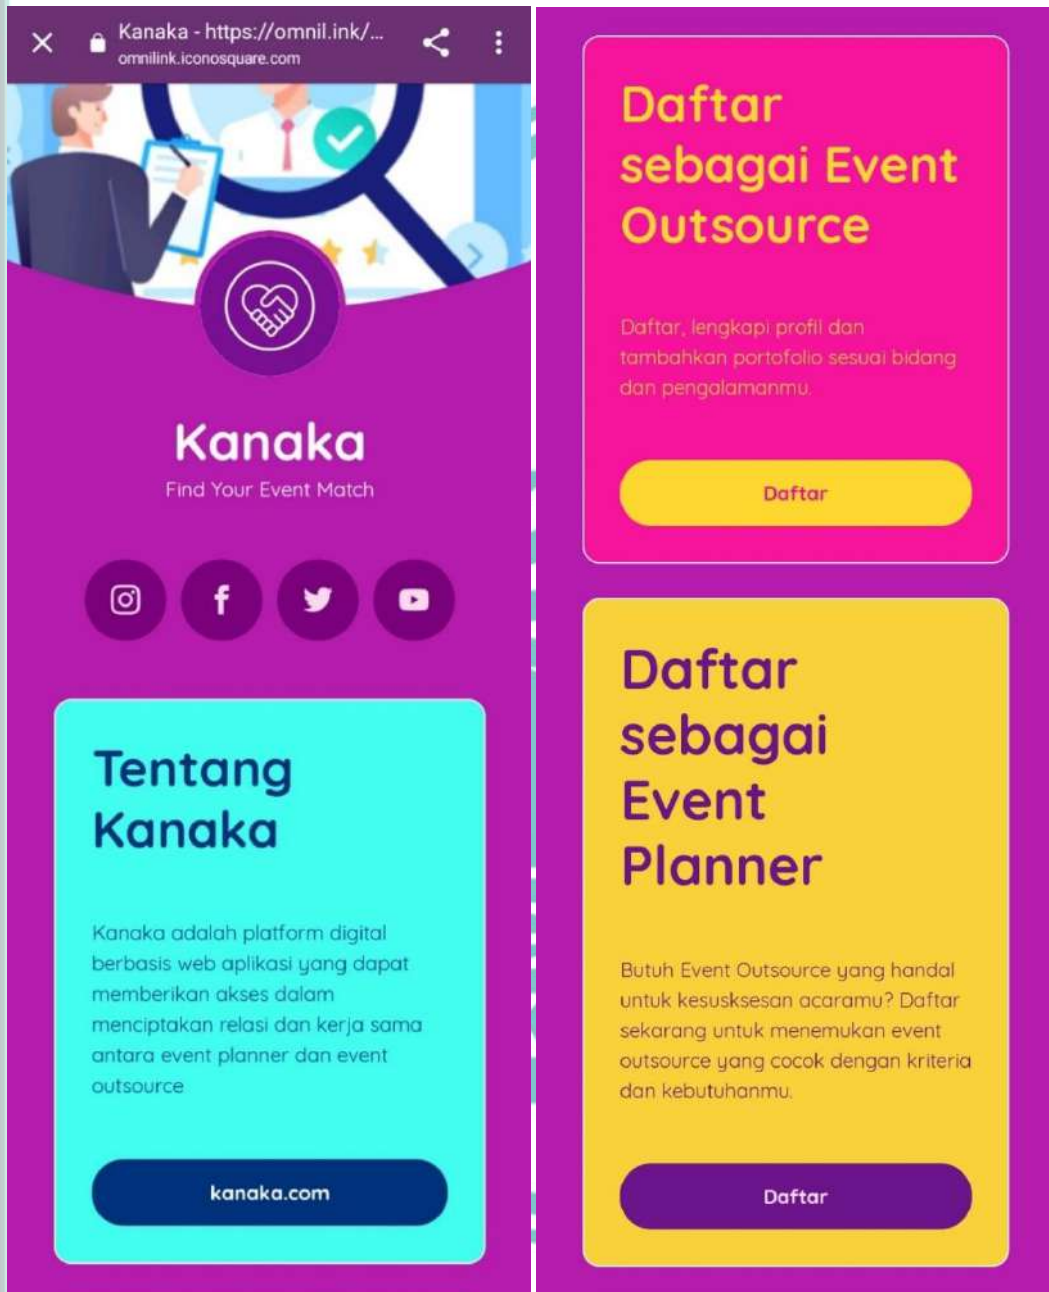 Kanaka - https://omnil.ink/...
omnilink.iconosquare.com
Kanaka
Find Your Event Match
Tentang
Kanaka
Kanaka adalah platform digital
berbasis web aplikasi yang dapat
memberikan akses dalam
menciptakan relasi dan kerja sama
antara event planner dan event
outsource
kanaka.com
Daftar
sebagai Event
Outsource
Daftar, lengkapi profil dan
tambahkan portofolio sesuai bidang
dan pengalamanmu.
Daftar
Daftar
sebagai
Event
Planner
Butuh Event Outsource yang handal
untuk kesusksesan acaramu? Daftar
sekarang untuk menemukan event
outsource yang cocok dengan kriteria
dan kebutuhanmu.
Daftar